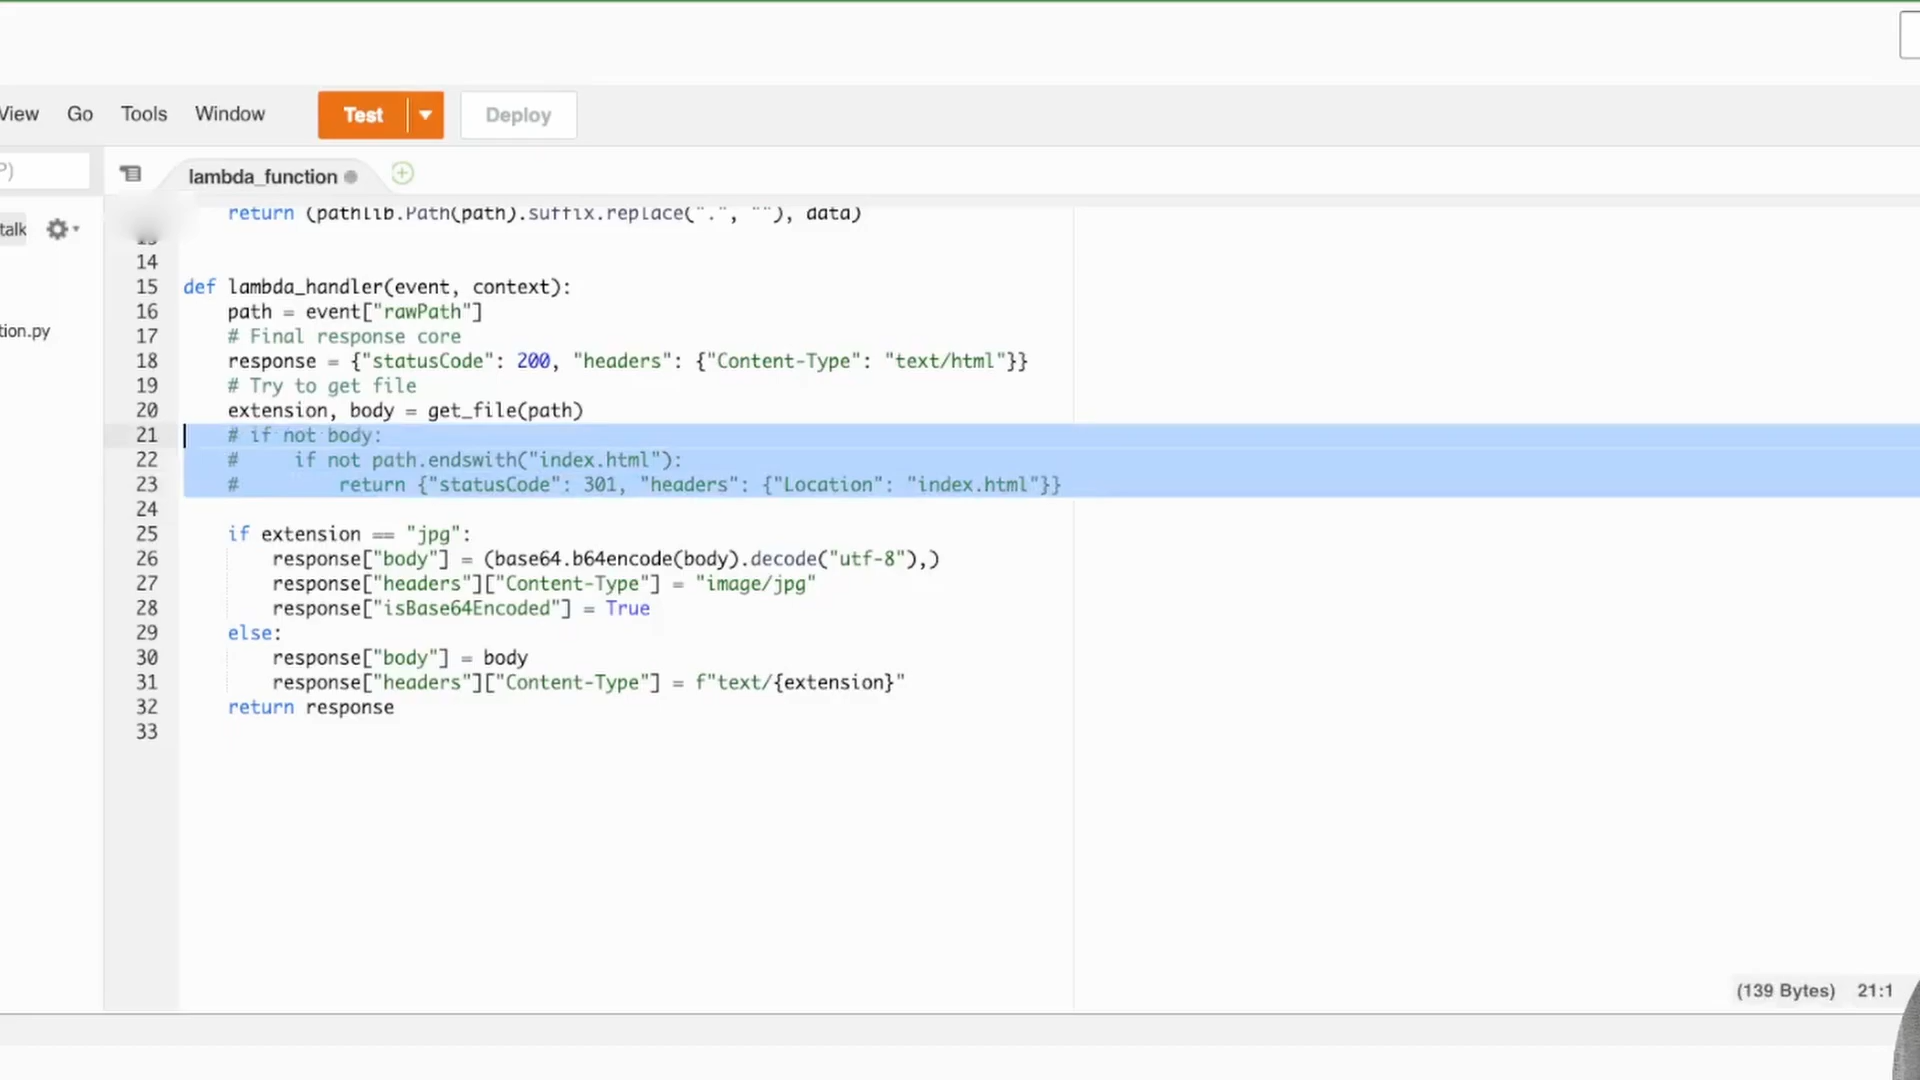 View Go Tools Window Test Deploy
P)
lambda_function
talk
return (pathlib.Path(path).suffix.replace(".", ""), data)
14
15 def lambda_handler(event, context):
16 path = event["rawPath"]
tion.py
17 # Final response core
18 response = {"statusCode": 200, "headers": {"Content-Type": "text/html"}}
19 # Try to get file
20 extension, body = get_file(path)
21 # if not body:
22 # if not path.endswith("index.html"):
23 # return {"statusCode": 301, "headers": {"Location": "index.html"}}
24
25 if extension == "jpg":
26 response["body"] = (base64.b64encode(body).decode("utf-8"),)
27 response["headers"]["Content-Type"] = "image/jpg"
28 response["isBase64Encoded"] = True
29 else:
30 response["body"] = body
31 response["headers"]["Content-Type"] = f"text/{extension}"
32 return response
33
(139 Bytes) 21:1